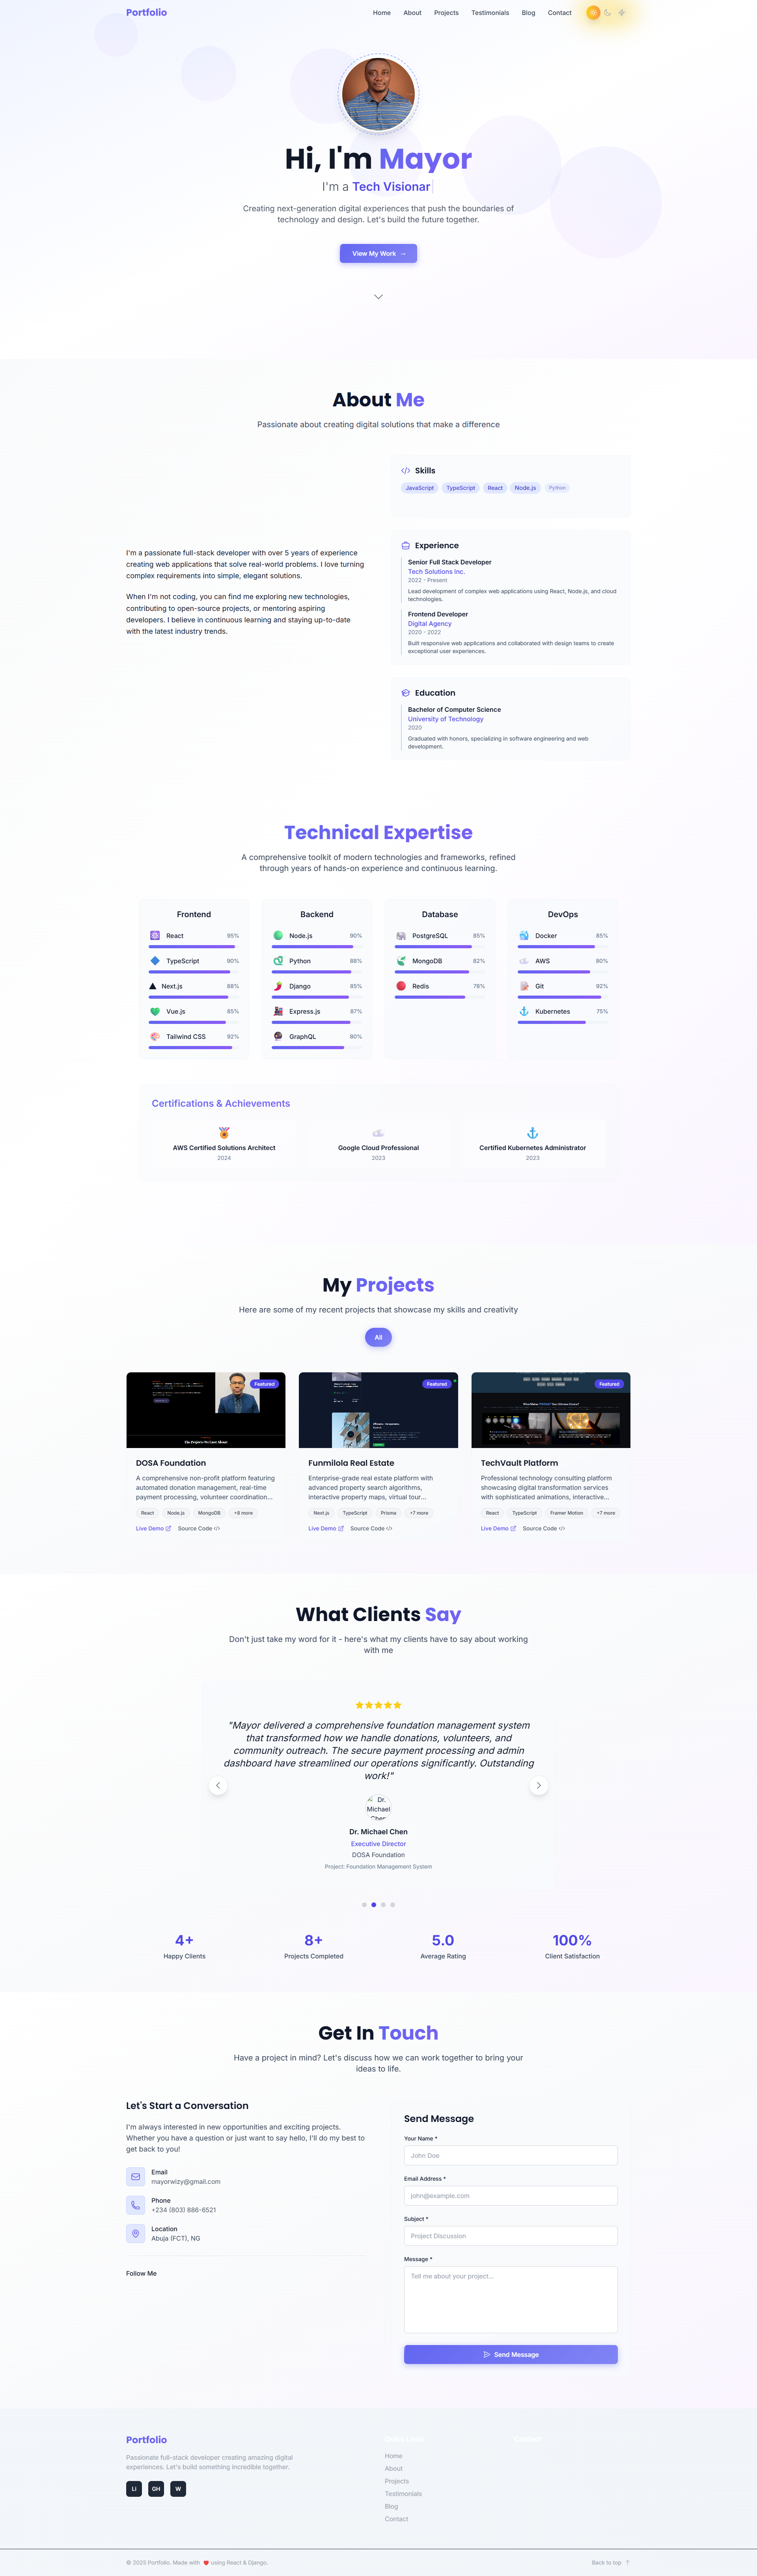 Portfolio
Home About Projects Testimonials Blog Contact
Hi, I'm Mayor
I'm a Tech Visionar
Creating next-generation digital experiences that push the boundaries of
technology and design. Let's build the future together.
View My Work →
About Me
Passionate about creating digital solutions that make a difference
I'm a passionate full-stack developer with over 5 years of experience
creating web applications that solve real-world problems. I love turning
complex requirements into simple, elegant solutions.
When I'm not coding, you can find me exploring new technologies,
contributing to open-source projects, or mentoring aspiring
developers. I believe in continuous learning and staying up-to-date
with the latest industry trends.
Skills
JavaScript TypeScript React Node.js Python
Experience
Senior Full Stack Developer
Tech Solutions Inc.
2022 - Present
Lead development of complex web applications using React, Node.js, and cloud
technologies.
Frontend Developer
Digital Agency
2020 - 2022
Built responsive web applications and collaborated with design teams to create
exceptional user experiences.
Education
Bachelor of Computer Science
University of Technology
2020
Graduated with honors, specializing in software engineering and web
development.
Technical Expertise
A comprehensive toolkit of modern technologies and frameworks, refined
through years of hands-on experience and continuous learning.
Frontend
React 95%
TypeScript 90%
Next.js 88%
Vue.js 85%
Tailwind CSS 92%
Backend
Node.js 90%
Python 88%
Django 85%
Express.js 87%
GraphQL 80%
Database
PostgreSQL 85%
MongoDB 82%
Redis 78%
DevOps
Docker 85%
AWS 80%
Git 92%
Kubernetes 75%
Certifications & Achievements
AWS Certified Solutions Architect
2024
Google Cloud Professional
2023
Certified Kubernetes Administrator
2023
My Projects
Here are some of my recent projects that showcase my skills and creativity
All
Featured
DOSA Foundation
A comprehensive non-profit platform featuring
automated donation management, real-time
payment processing, volunteer coordination...
React Node.js MongoDB +8 more
Live Demo Source Code
Featured
Funmilola Real Estate
Enterprise-grade real estate platform with
advanced property search algorithms,
interactive property maps, virtual tour...
Next.js TypeScript Prisma +7 more
Live Demo Source Code
Featured
TechVault Platform
Professional technology consulting platform
showcasing digital transformation services
with sophisticated animations, interactive...
React TypeScript Framer Motion +7 more
Live Demo Source Code
What Clients Say
Don't just take my word for it - here's what my clients have to say about working
with me
"Mayor delivered a comprehensive foundation management system
that transformed how we handle donations, volunteers, and
community outreach. The secure payment processing and admin
dashboard have streamlined our operations significantly. Outstanding
work!"
Dr.
Michael
Chen
Dr. Michael Chen
Executive Director
DOSA Foundation
Project: Foundation Management System
4+
Happy Clients
8+
Projects Completed
5.0
Average Rating
100%
Client Satisfaction
Get In Touch
Have a project in mind? Let's discuss how we can work together to bring your
ideas to life.
Let's Start a Conversation
I'm always interested in new opportunities and exciting projects.
Whether you have a question or just want to say hello, I'll do my best to
get back to you!
Email
mayorwizy@gmail.com
Phone
+234 (803) 886-6521
Location
Abuja (FCT), NG
Follow Me
Send Message
Your Name *
John Doe
Email Address *
john@example.com
Subject *
Project Discussion
Message *
Tell me about your project...
Send Message
Portfolio
Passionate full-stack developer creating amazing digital
experiences. Let's build something incredible together.
Li GH W
Home
About
Projects
Testimonials
Blog
Contact
Contact
© 2025 Portfolio. Made with ❤️ using React & Django.
Back to top ↑